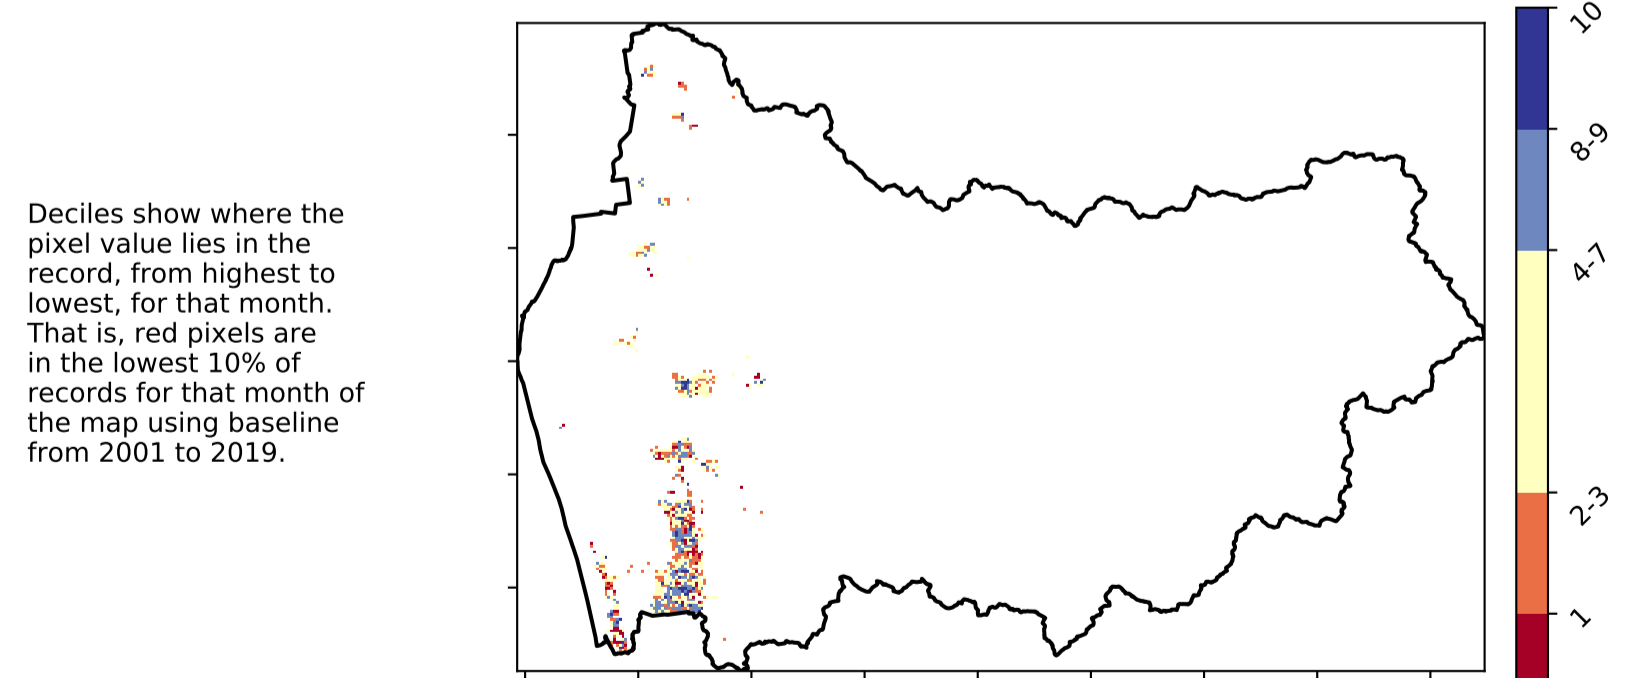 Deciles show where the
pixel value lies in the
record, from highest to
lowest, for that month.
That is, red pixels are
in the lowest 10% of
records for that month of
the map using baseline
from 2001 to 2019.
10
8-9
4-7
2-3
1